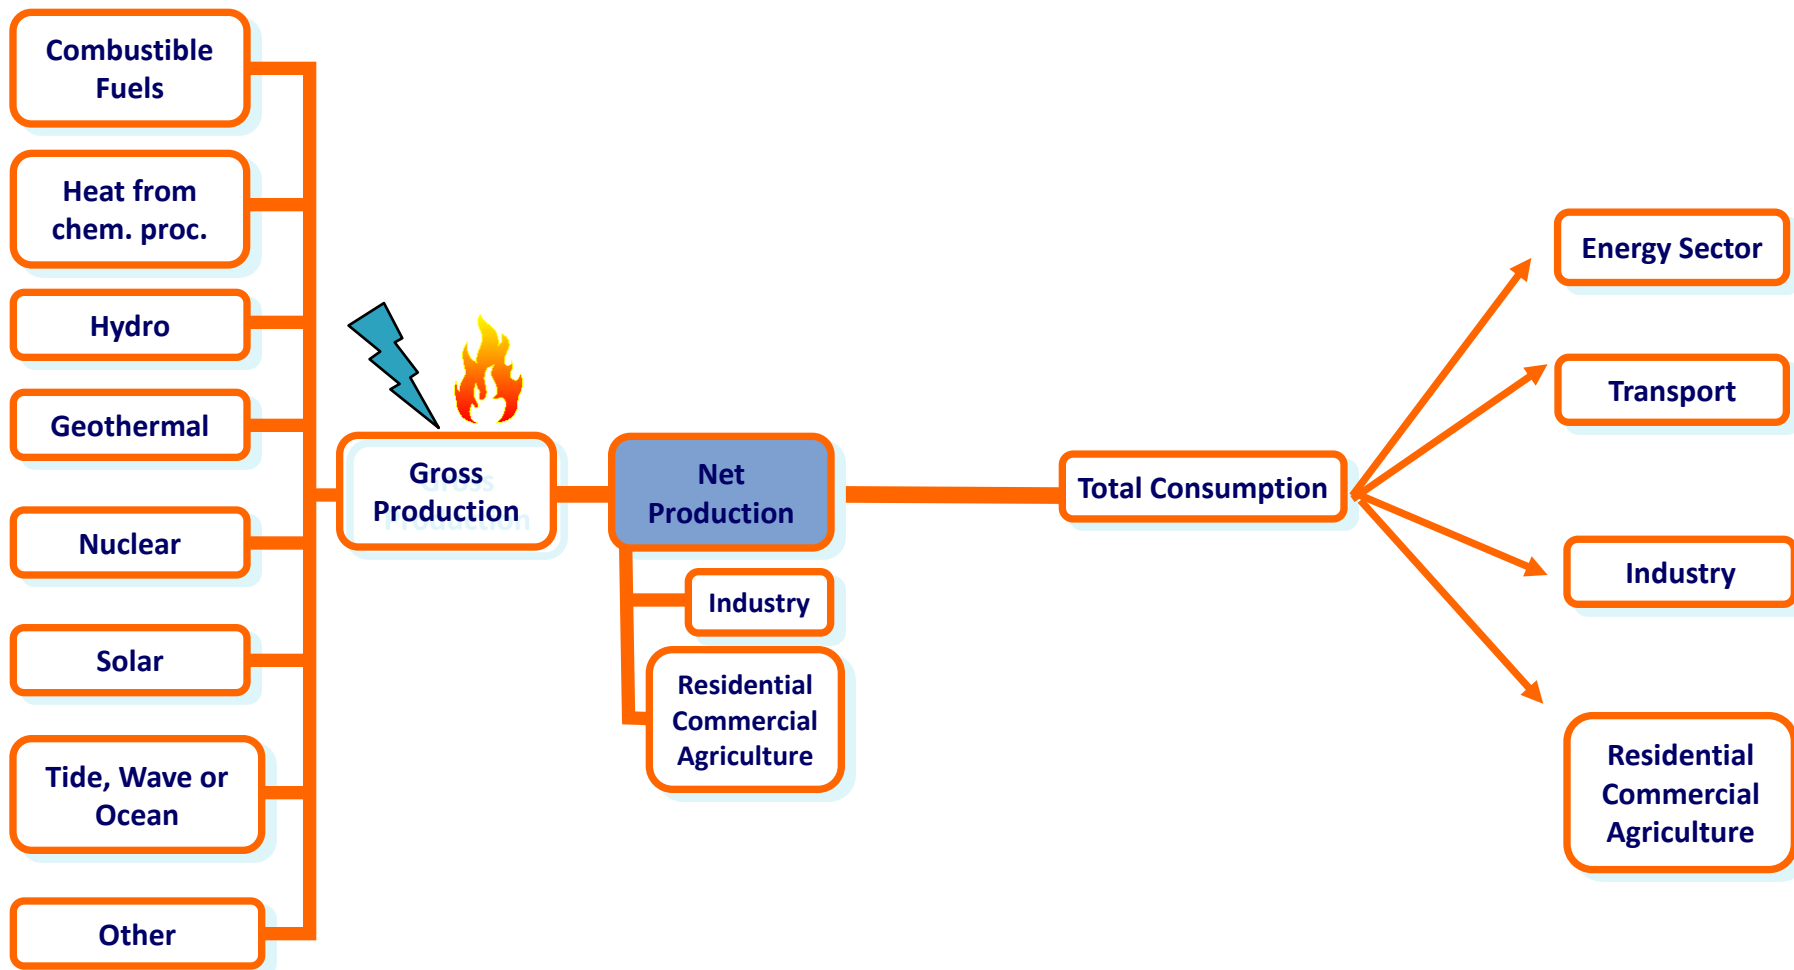 Combustible
Fuels
Heat from
chem. proc.
Hydro
Geothermal
Nuclear
Solar
Tide, Wave or
Ocean
Other
Gross
Production
Net
Production
Industry
Residential
Commercial
Agriculture
Total Consumption
Energy Sector
Transport
Industry
Residential
Commercial
Agriculture